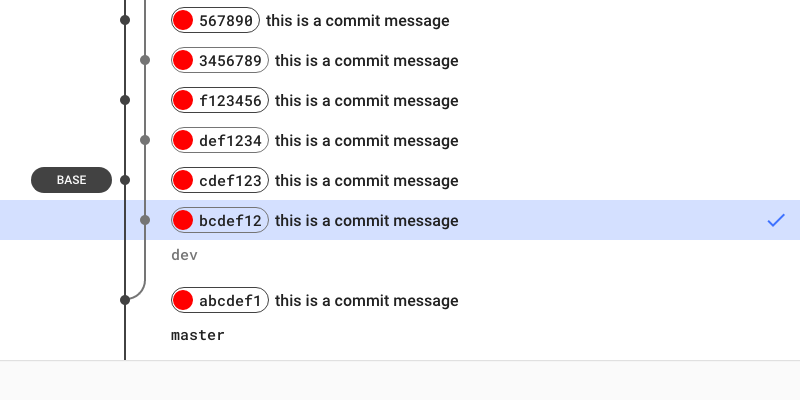 567890 this is a commit message
3456789 this is a commit message
f123456 this is a commit message
def1234 this is a commit message
BASE cdef123 this is a commit message
bcdef12 this is a commit message
dev
abcdef1 this is a commit message
master